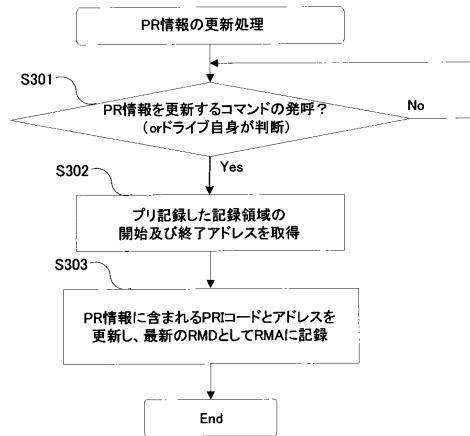 PR情報の更新処理
S301
PR情報を更新するコマンドの発呼？
（orドライブ自身が判断）
No
Yes
S302
プリ記録した記録領域の
開始及び終了アドレスを取得
S303
PR情報に含まれるPRIコードとアドレスを
更新し、最新のRMDとしてRMAに記録
End